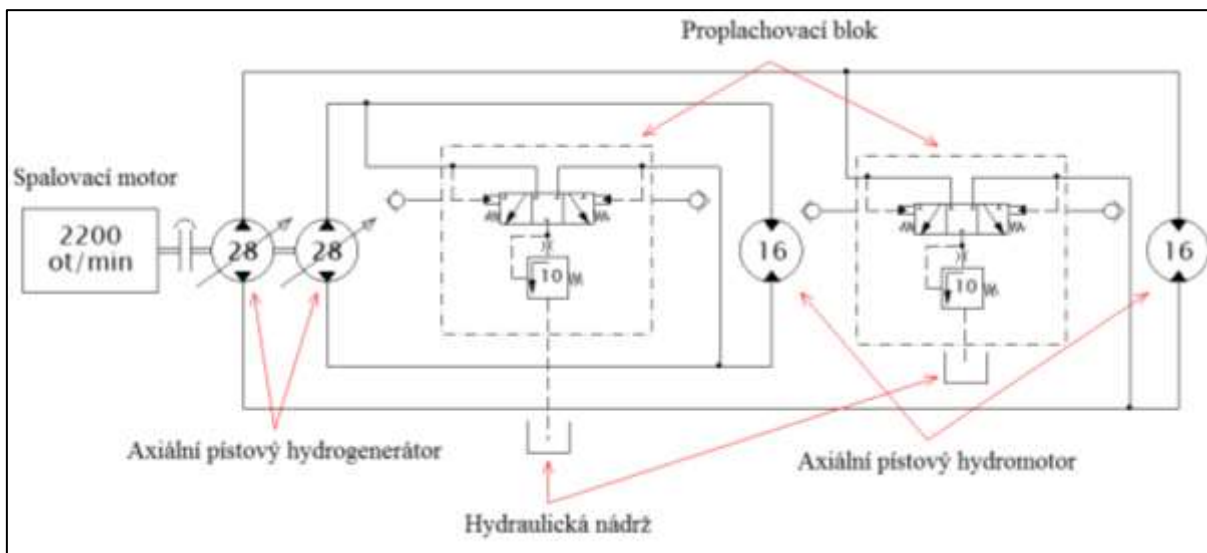 Proplachovací blok
Spalovací motor
2200
ot/min
28
28
10
16
10
16
Axiální pístový hydrogenerátor
Axiální pístový hydromotor
Hydraulická nádrž